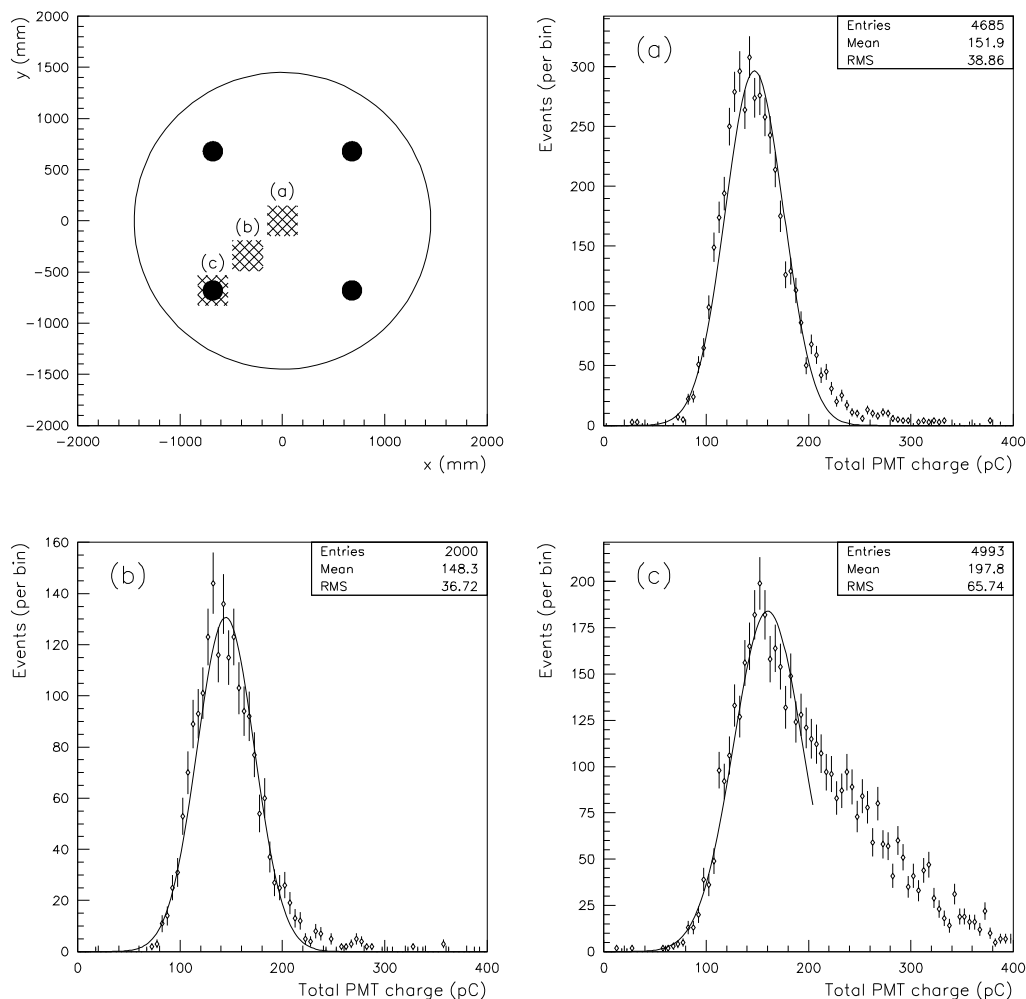 2000
1500
1000
500
0
−500
−1000
−1500
−2000
−2000
−1000
0
1000
2000
y (mm)
x (mm)
(a)
(b)
(c)
(a)
Entries 4685
Mean 151.9
RMS 38.86
Events (per bin)
300
250
200
150
100
50
0
0 100 200 300 400
Total PMT charge (pC)
(b)
Entries 2000
Mean 148.3
RMS 36.72
Events (per bin)
160
140
120
100
80
60
40
20
0
0 100 200 300 400
Total PMT charge (pC)
(c)
Entries 4993
Mean 197.8
RMS 65.74
Events (per bin)
200
175
150
125
100
75
50
25
0
0 100 200 300 400
Total PMT charge (pC)